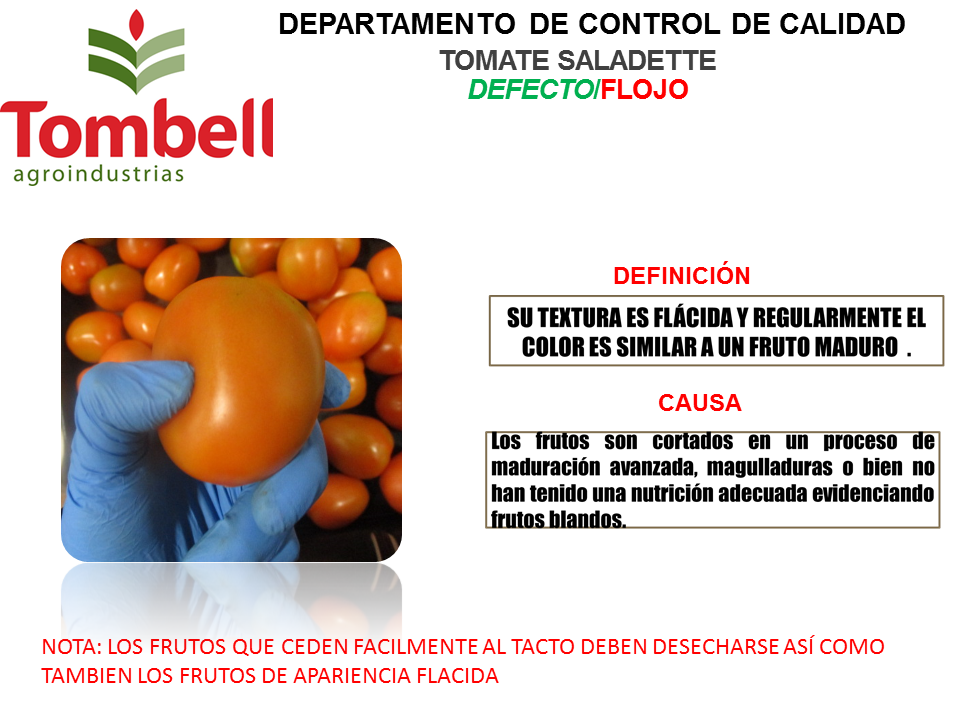 DEPARTAMENTO DE CONTROL DE CALIDAD
TOMATE SALADETTE
DEFECTO/FLOJO
Tombell
agroindustrias
DEFINICIÓN
SU TEXTURA ES FLÁCIDA Y REGULARMENTE EL
COLOR ES SIMILAR A UN FRUTO MADURO .
CAUSA
Los frutos son cortados en un proceso de
maduración avanzada, magulladuras o bien no
han tenido una nutrición adecuada evidenciando
frutos blandos.
NOTA: LOS FRUTOS QUE CEDEN FACILMENTE AL TACTO DEBEN DESECHARSE ASÍ COMO
TAMBIEN LOS FRUTOS DE APARIENCIA FLACIDA